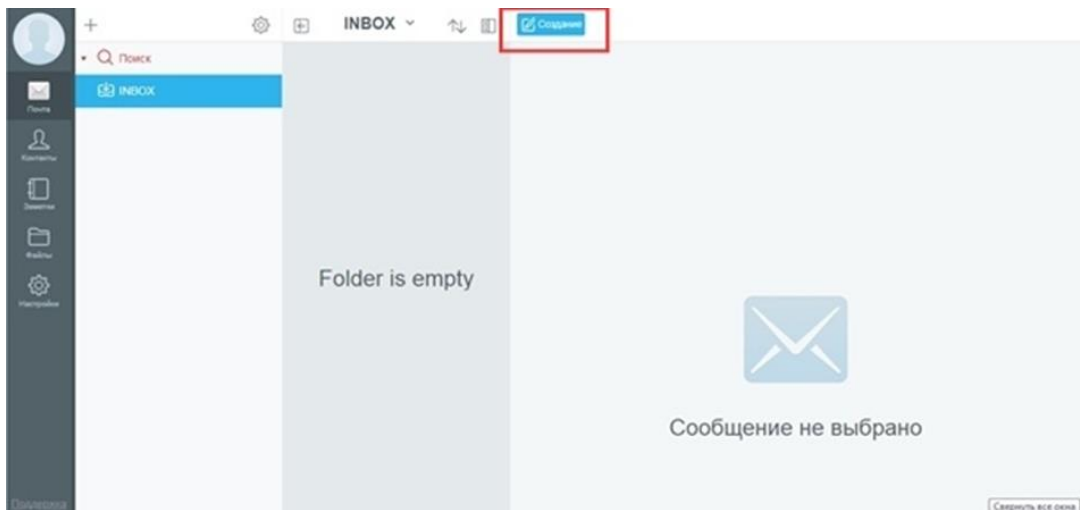 INBOX
Создание
Поиск
INBOX
Почта
Контакты
Заметки
Файлы
Настройки
Folder is empty
Сообщение не выбрано
Поддержка
Свернуть все окна